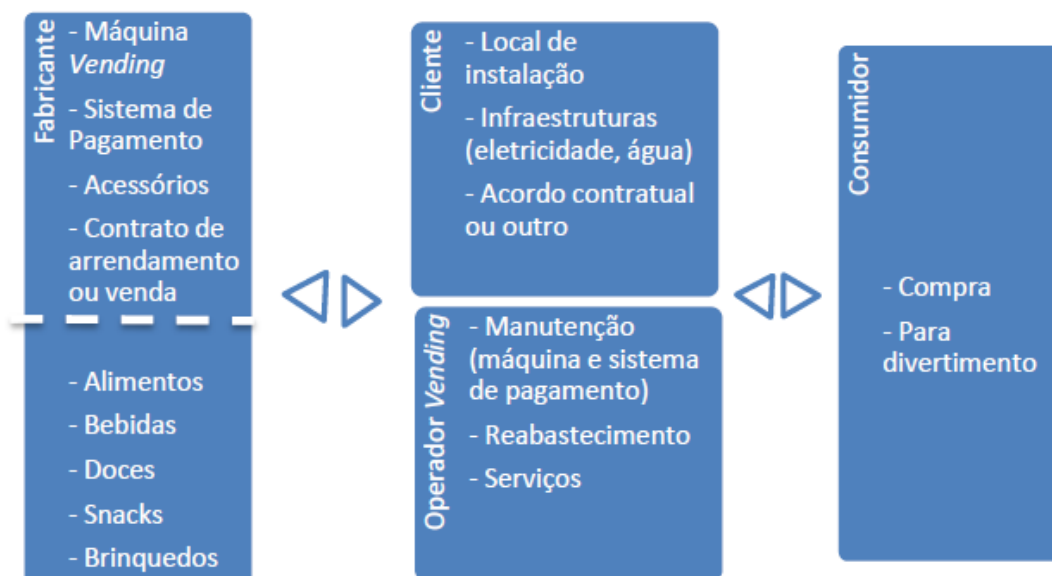 Fabricante
- Máquina
Vending
- Sistema de
Pagamento
- Acessórios
- Contrato de
arrendamento
ou venda
- Alimentos
- Bebidas
- Doces
- Snacks
- Brinquedos
Cliente
- Local de
instalação
- Infraestruturas
(eletricidade, água)
- Acordo contratual
ou outro
Operador Vending
- Manutenção
(máquina e sistema
de pagamento)
- Reabastecimento
- Serviços
Consumidor
- Compra
- Para
divertimento